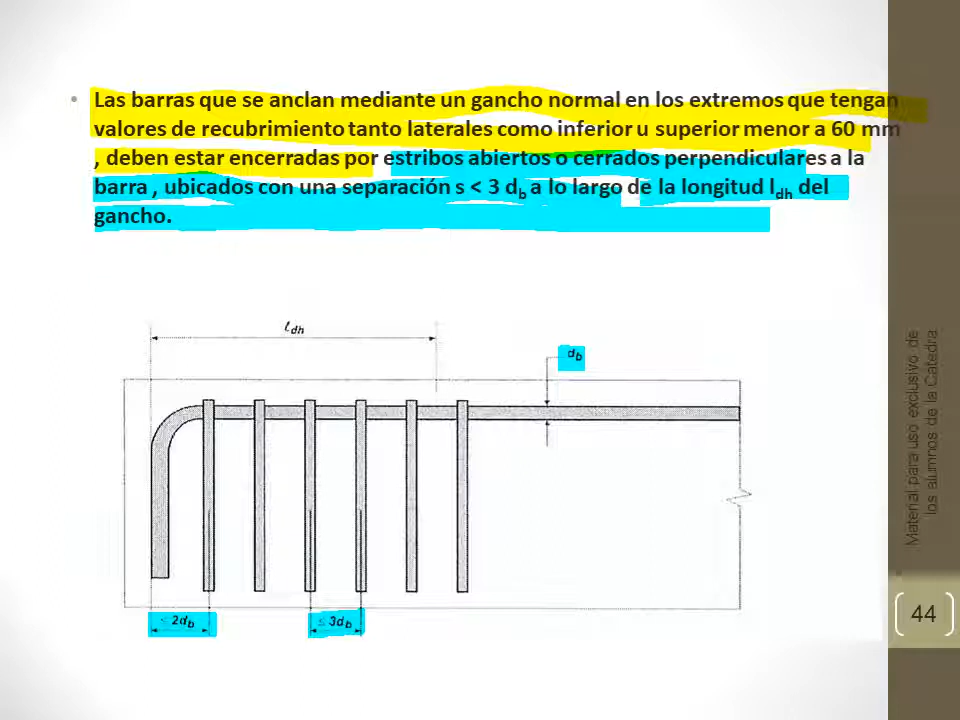 • Las barras que se anclan mediante un gancho normal en los extremos que tengan
valores de recubrimiento tanto laterales como inferior u superior menor a 60 mm
, deben estar encerradas por estribos abiertos o cerrados perpendiculares a la
barra , ubicados con una separación s < 3 db a lo largo de la longitud ldh del
gancho.
ℓdh
db
≤ 2db
≤ 3db
Material para uso exclusivo de
los alumnos de la Catedra
44